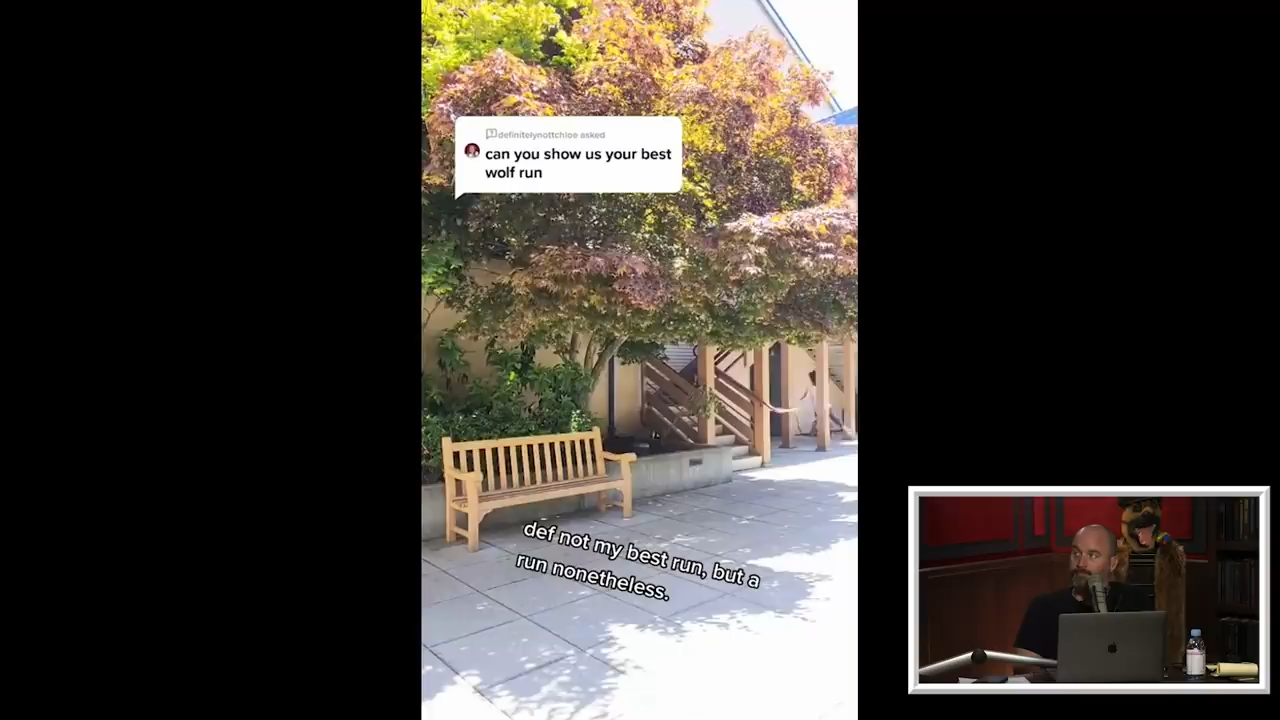 definitelynottchloe asked
can you show us your best
wolf run
def not my best run, but a
run nonetheless.